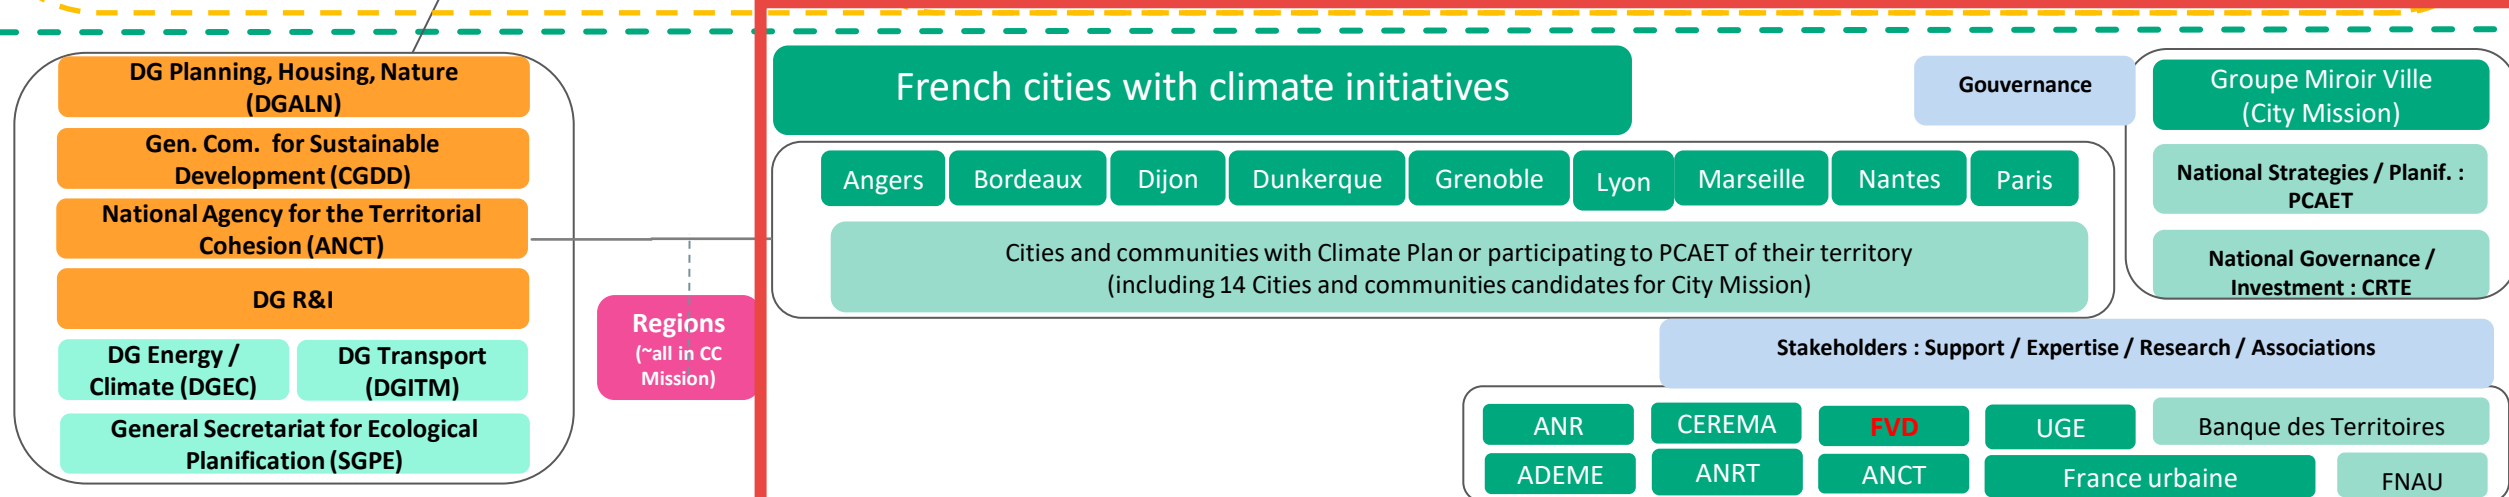 DG Planning, Housing, Nature
(DGALN)
Gen. Com. for Sustainable
Development (CGDD)
National Agency for the Territorial
Cohesion (ANCT)
DG R&I
DG Energy /
Climate (DGEC)
DG Transport
(DGITM)
General Secretariat for Ecological
Planification (SGPE)
Regions
(~all in CC
Mission)
French cities with climate initiatives
Angers
Bordeaux
Dijon
Dunkerque
Grenoble
Lyon
Marseille
Nantes
Paris
Cities and communities with Climate Plan or participating to PCAET of their territory
(including 14 Cities and communities candidates for City Mission)
Gouvernance
Groupe Miroir Ville
(City Mission)
National Strategies / Planif. :
PCAET
National Governance /
Investment : CRTE
Stakeholders : Support / Expertise / Research / Associations
ANR
CEREMA
FVD
UGE
Banque des Territoires
ADEME
ANRT
ANCT
France urbaine
FNAU